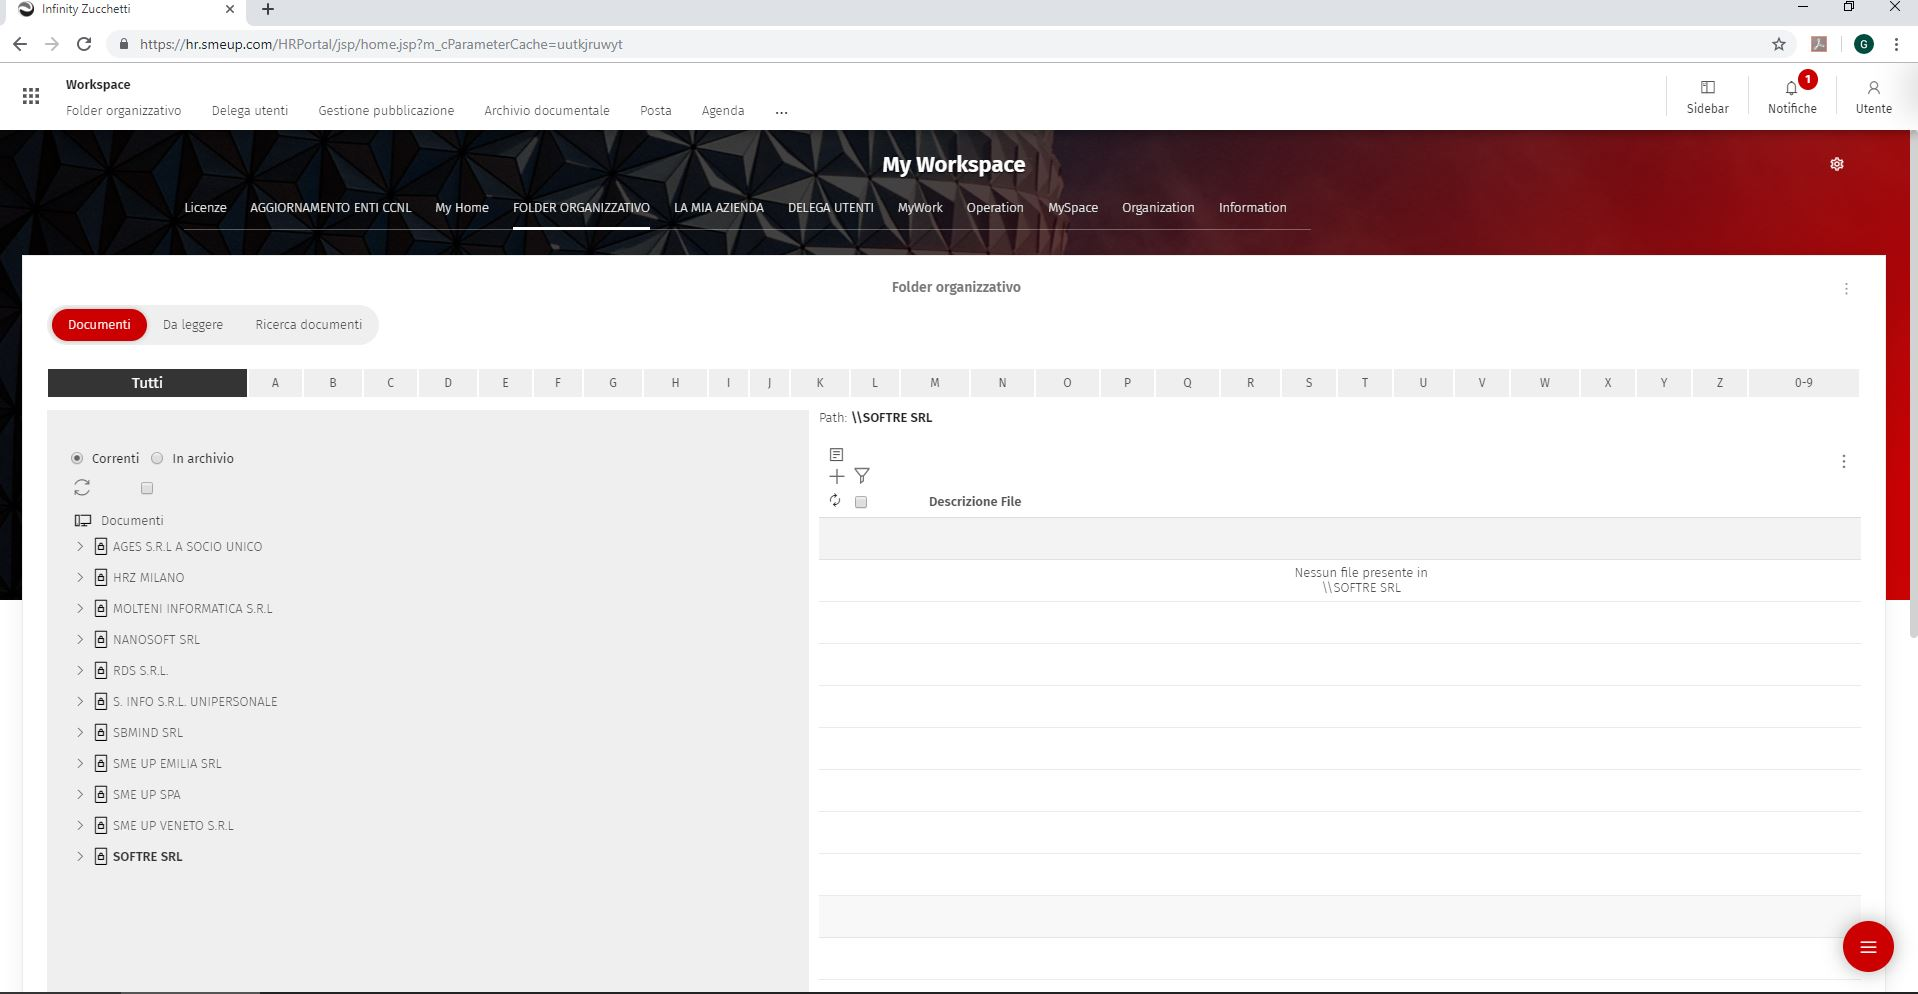 Infinity Zucchetti
https://hr.smeup.com/HRPortal/jsp/home.jsp?m_cParameterCache=uutkjruwyt
G
Workspace
Folder organizzativo Delega utenti Gestione pubblicazione Archivio documentale Posta Agenda ...
1
Sidebar Notifiche Utente
My Workspace
Licenze AGGIORNAMENTO ENTI CCNL My Home FOLDER ORGANIZZATIVO LA MIA AZIENDA DELEGA UTENTI MyWork Operation MySpace Organization Information
Folder organizzativo
Documenti Da leggere Ricerca documenti
Tutti A B C D E F G H I J K L M N O P Q R S T U V W X Y Z 0-9
Path: \\SOFTRE SRL
Correnti In archivio
Descrizione File
Documenti
AGES S.R.L A SOCIO UNICO
HRZ MILANO
MOLTENI INFORMATICA S.R.L
NANOSOFT SRL
RDS S.R.L.
S. INFO S.R.L. UNIPERSONALE
SBMIND SRL
SME UP EMILIA SRL
SME UP SPA
SME UP VENETO S.R.L
SOFTRE SRL
Nessun file presente in
\\SOFTRE SRL